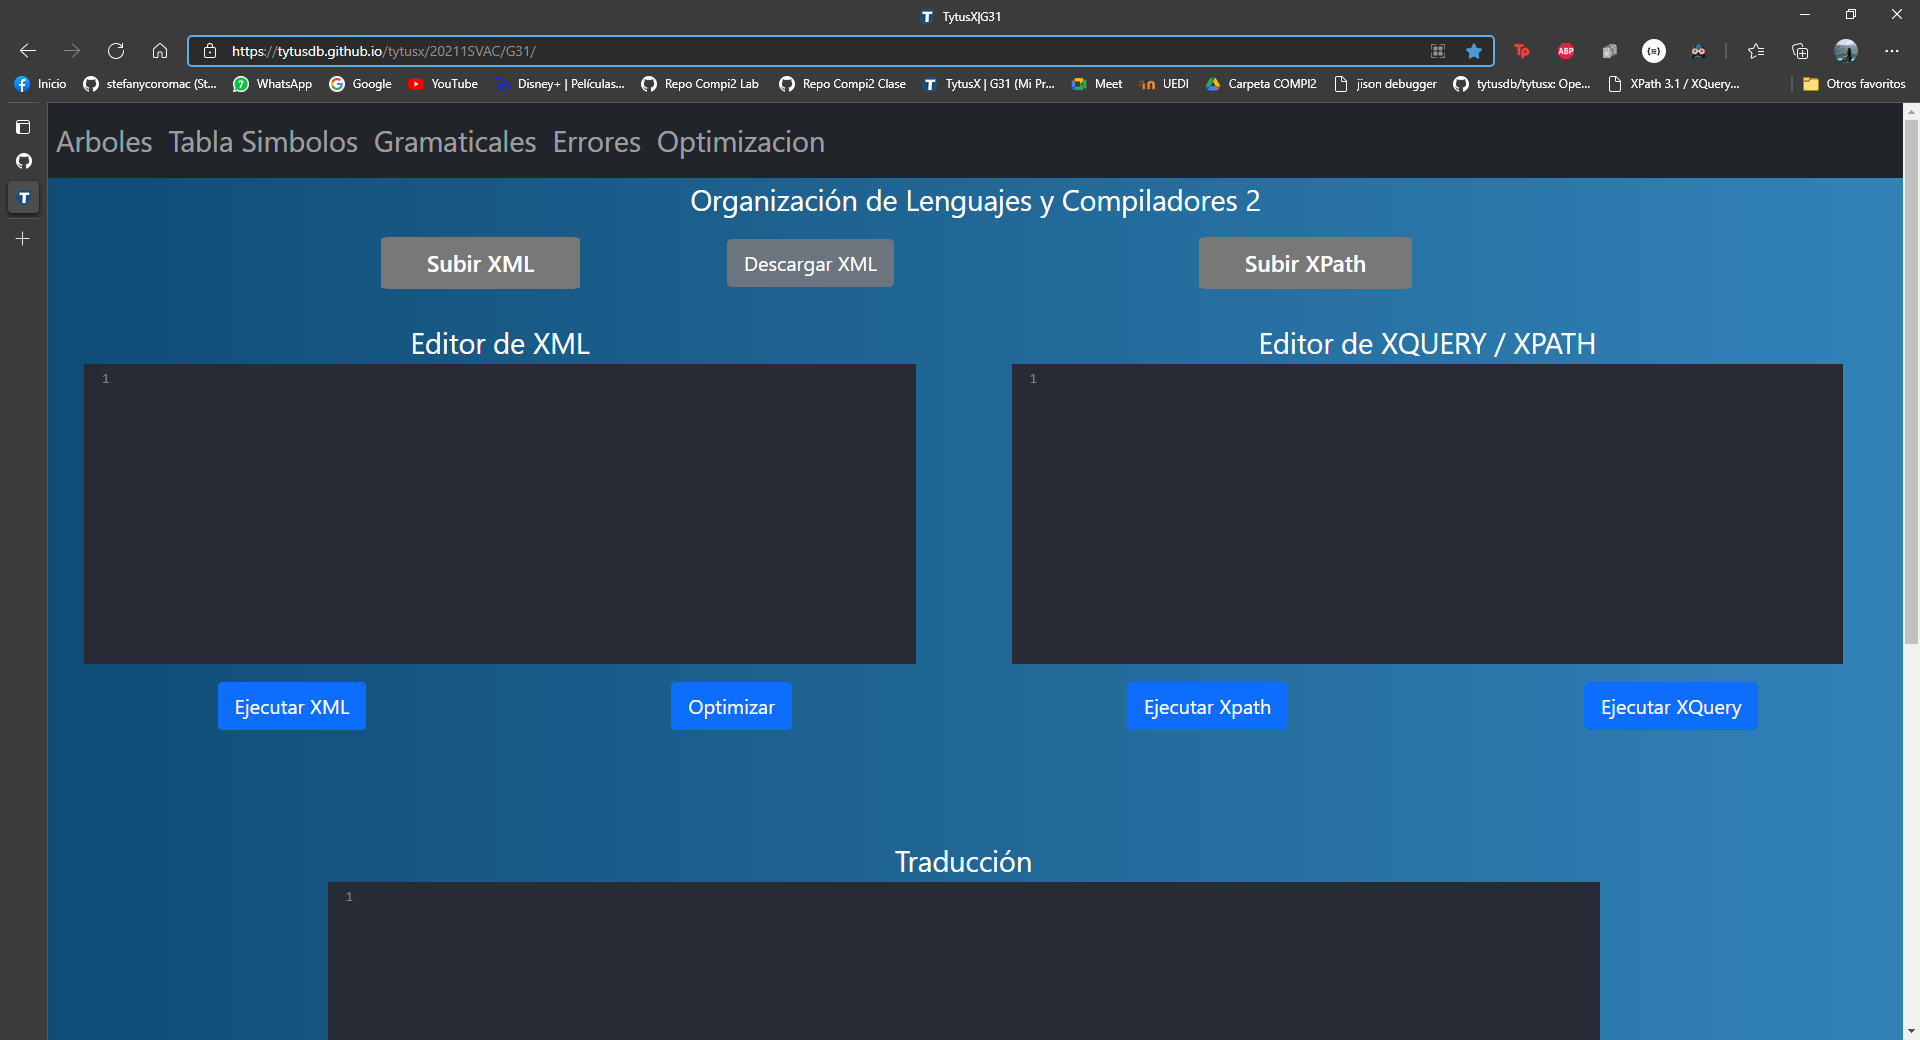 TytusX|G31
https://tytusdb.github.io/tytusx/20211SVAC/G31/
ABP
Inicio
stefanycoromac (St...
WhatsApp
Google
YouTube
Disney+ | Películas...
Repo Compi2 Lab
Repo Compi2 Clase
TytusX | G31 (Mi Pr...
Meet
UEDI
Carpeta COMPI2
jison debugger
tytusdb/tytusx: Ope...
XPath 3.1 / XQuery...
Otros favoritos
Arboles Tabla Simbolos Gramaticales Errores Optimizacion
Organización de Lenguajes y Compiladores 2
Subir XML
Descargar XML
Subir XPath
Editor de XML
Editor de XQUERY / XPATH
1
1
Ejecutar XML
Optimizar
Ejecutar Xpath
Ejecutar XQuery
Traducción
1